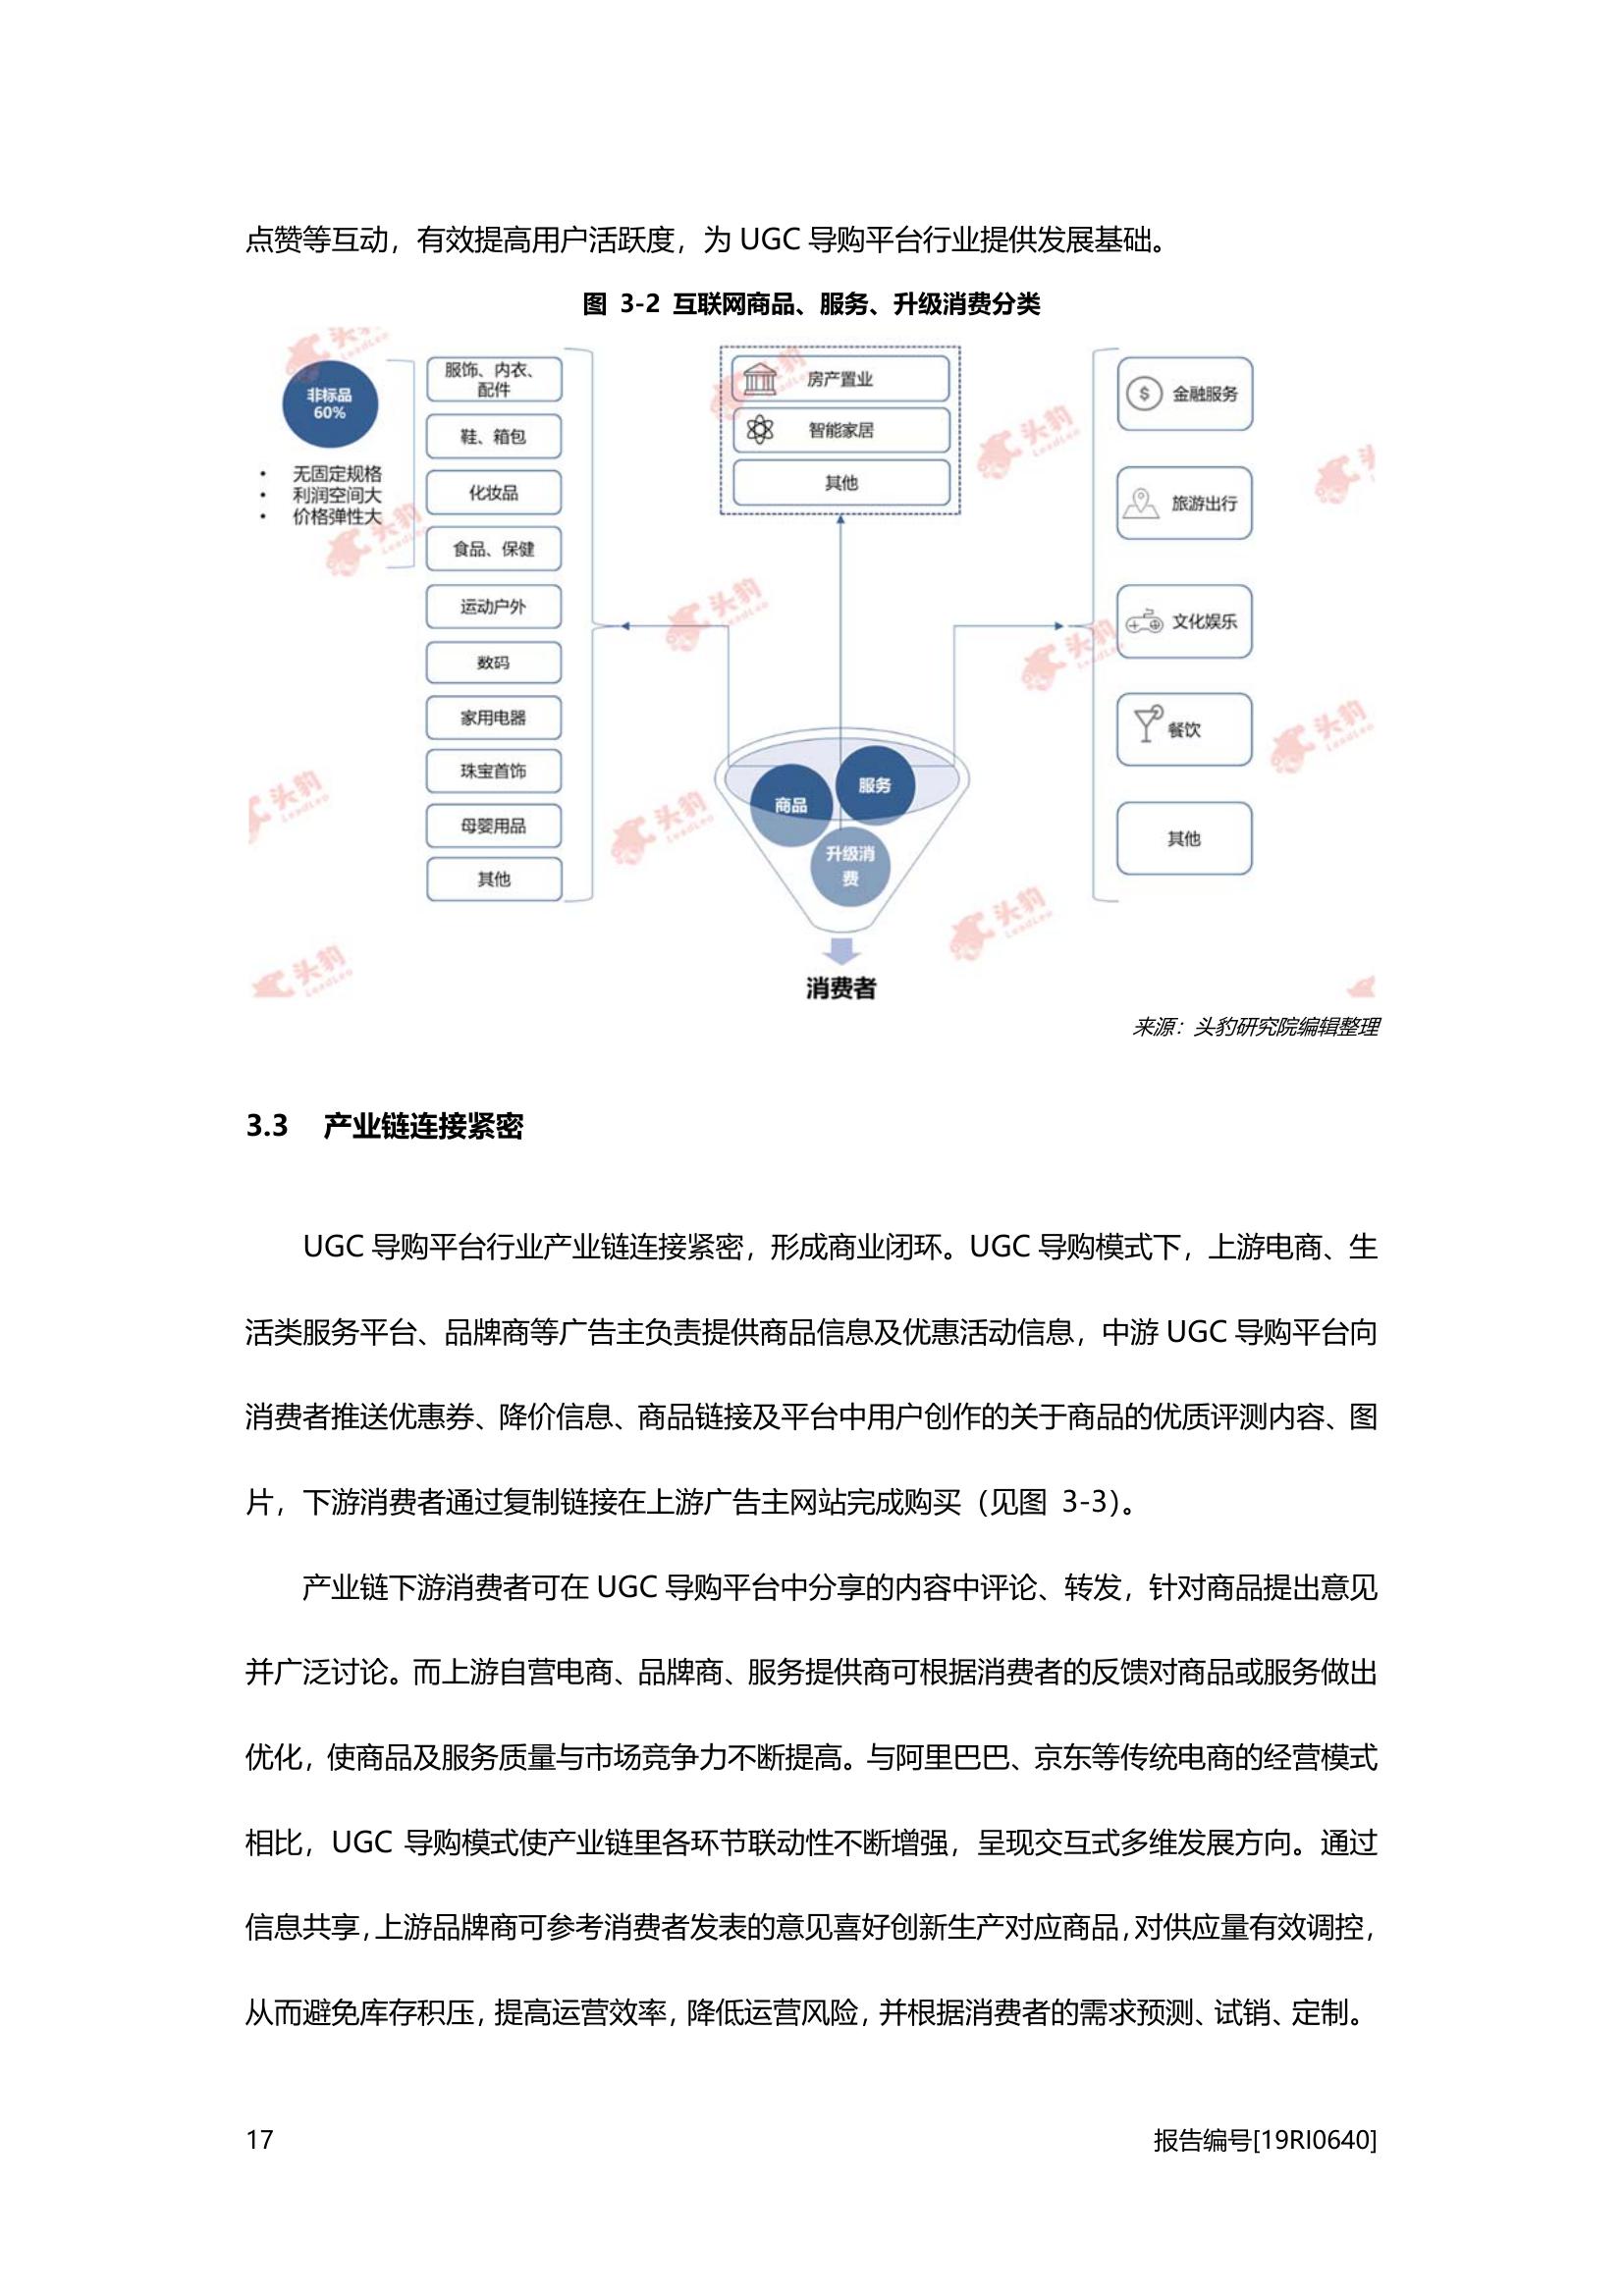 点赞等互动，有效提高用户活跃度，为 UGC 导购平台行业提供发展基础。
图 3-2 互联网商品、服务、升级消费分类
非标品
60%
• 无固定规格
• 利润空间大
• 价格弹性大
服饰、内衣、
配件
鞋、箱包
化妆品
食品、保健
运动户外
数码
家用电器
珠宝首饰
母婴用品
其他
房产置业
智能家居
其他
金融服务
旅游出行
文化娱乐
餐饮
其他
商品
服务
升级消
费
消费者
头豹
LeadLeo
来源：头豹研究院编辑整理
3.3 产业链连接紧密
UGC 导购平台行业产业链连接紧密，形成商业闭环。UGC 导购模式下，上游电商、生
活类服务平台、品牌商等广告主负责提供商品信息及优惠活动信息，中游 UGC 导购平台向
消费者推送优惠券、降价信息、商品链接及平台中用户创作的关于商品的优质评测内容、图
片，下游消费者通过复制链接在上游广告主网站完成购买（见图 3-3）。
产业链下游消费者可在 UGC 导购平台中分享的内容中评论、转发，针对商品提出意见
并广泛讨论。而上游自营电商、品牌商、服务提供商可根据消费者的反馈对商品或服务做出
优化，使商品及服务质量与市场竞争力不断提高。与阿里巴巴、京东等传统电商的经营模式
相比，UGC 导购模式使产业链里各环节联动性不断增强，呈现交互式多维发展方向。通过
信息共享，上游品牌商可参考消费者发表的意见喜好创新生产对应商品，对供应量有效调控，
从而避免库存积压，提高运营效率，降低运营风险，并根据消费者的需求预测、试销、定制。
17
报告编号[19RI0640]